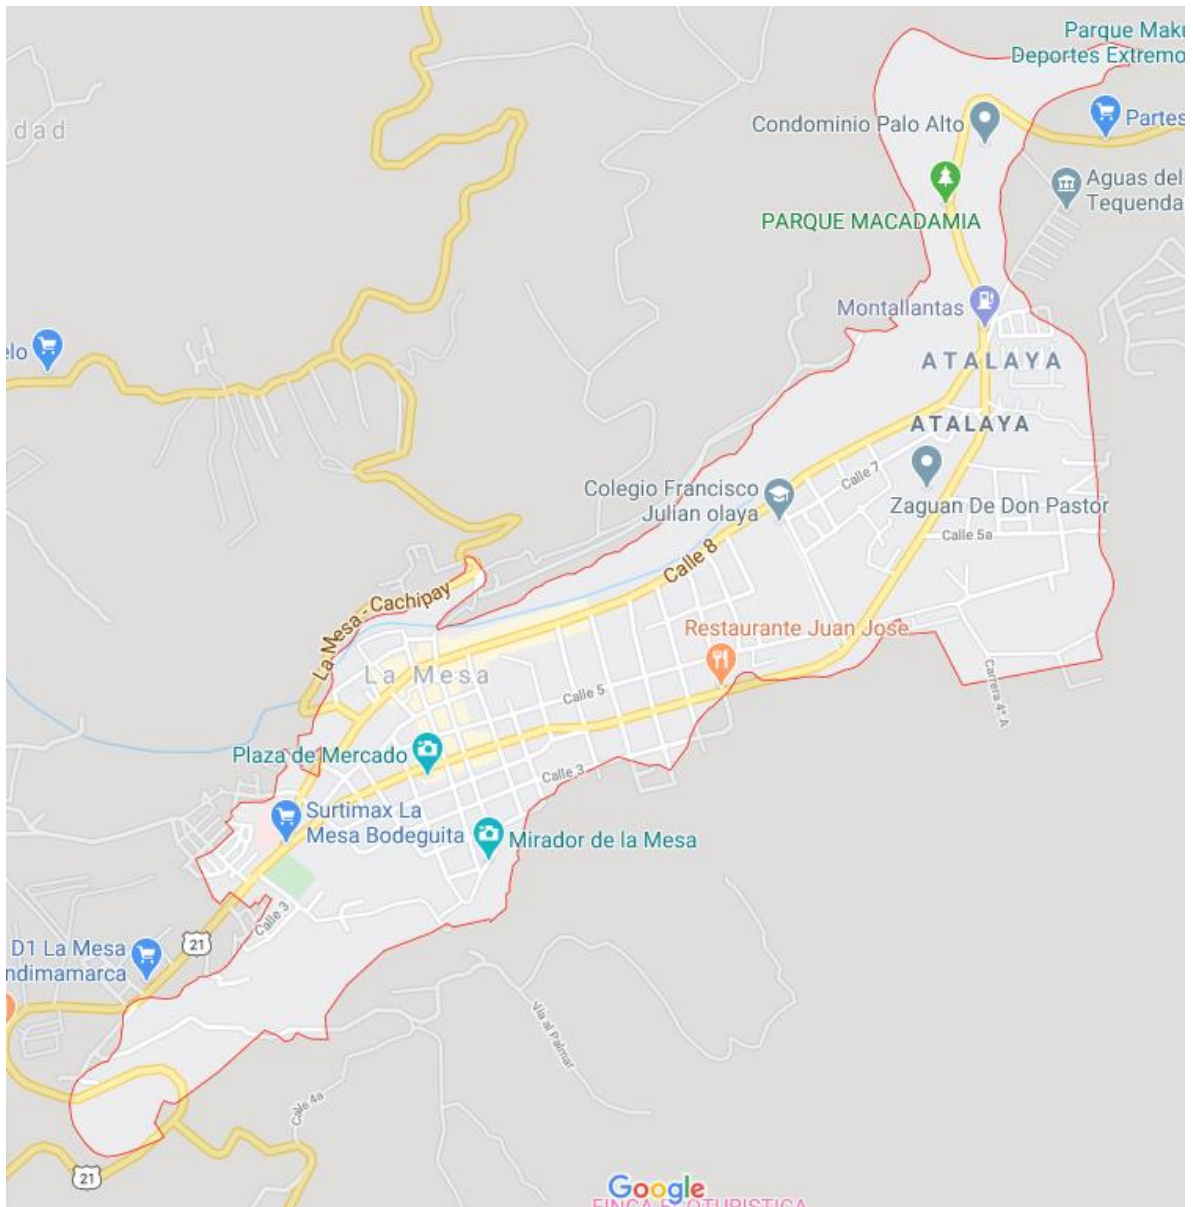 Parque Maku
Deportes Extremo
Condominio Palo Alto
Partes
dad
Aguas del
Tequenda
PARQUE MACADAMIA
Montallantas
elo
ATALAYA
ATALAYA
Calle 7
Colegio Francisco
Julian olaya
Zaguan De Don Pastor
Calle 5a
Calle 8
La Mesa - Cachipay
Restaurante Juan Jose
La Mesa
Calle 5
Carrera 4ª A
Plaza de Mercado
Calle 3
Surtimax La
Mesa Bodeguita
Mirador de la Mesa
Calle 3
21
D1 La Mesa
ndimamarca
Vía al Palmar
Calle 4a
21
Google